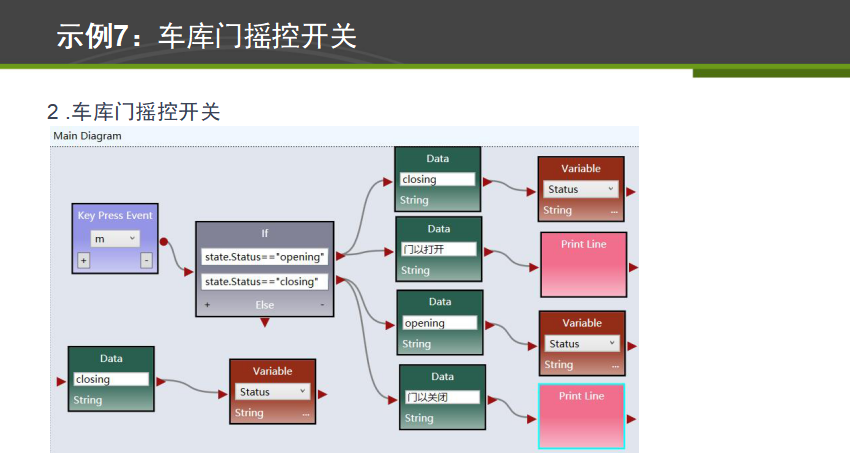 示例7：车库门摇控开关
2 .车库门摇控开关
Main Diagram
Key Press Event
m
+ -
If
state.Status=="opening"
state.Status=="closing"
+ Else -
Data
closing
String
Variable
Status
String ...
Data
门以打开
String
Print Line
Data
opening
String
Variable
Status
String ...
Data
门以关闭
String
Print Line
Data
closing
String
Variable
Status
String ...